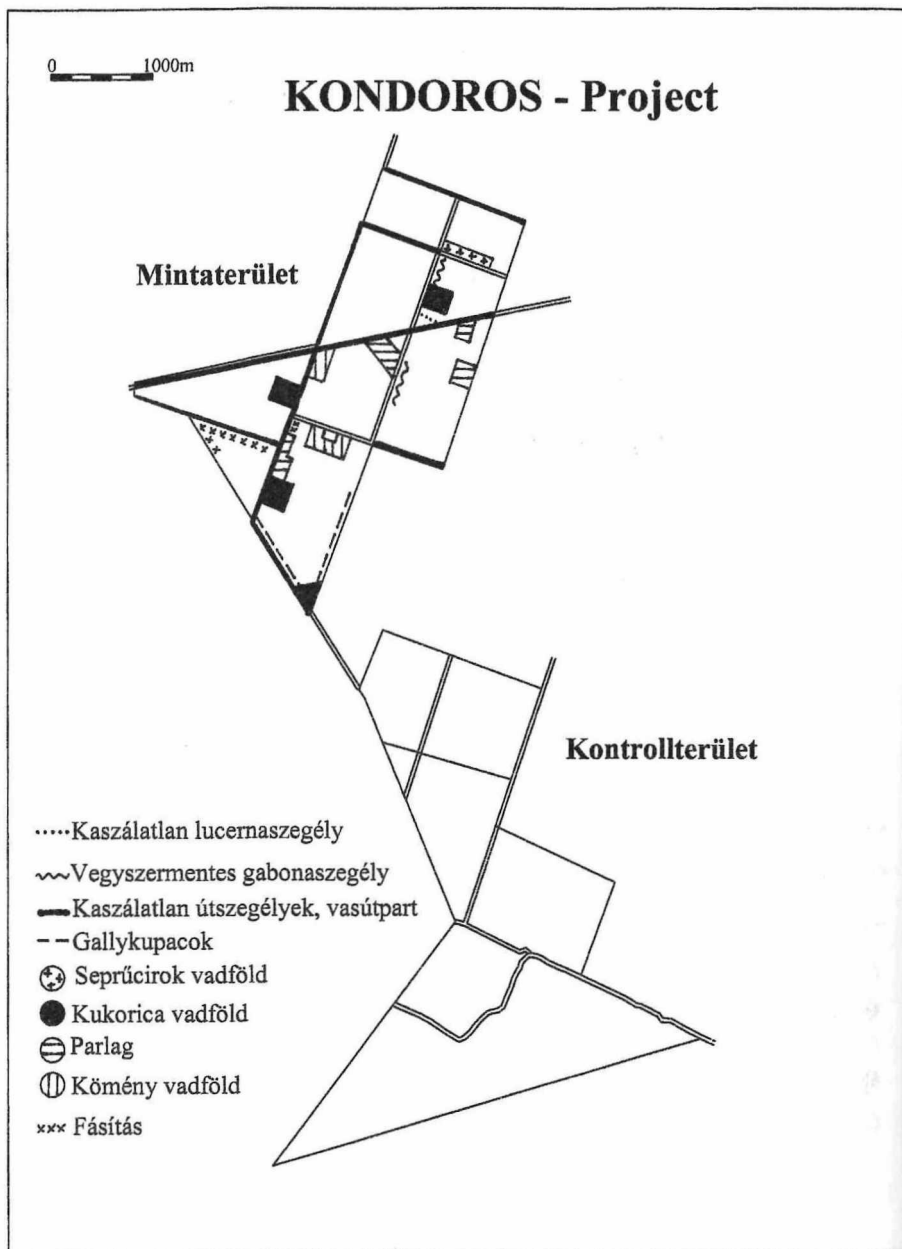 0 1000m
KONDOROS - Project
Mintaterület
Kontrollterület
Kaszálatlan lucernaszegély
Vegyszermentes gabonaszegély
Kaszálatlan útszegélyek, vasútpart
Gallykupacok
Seprűcirok vadföld
Kukorica vadföld
Parlag
Kömény vadföld
Fásítás